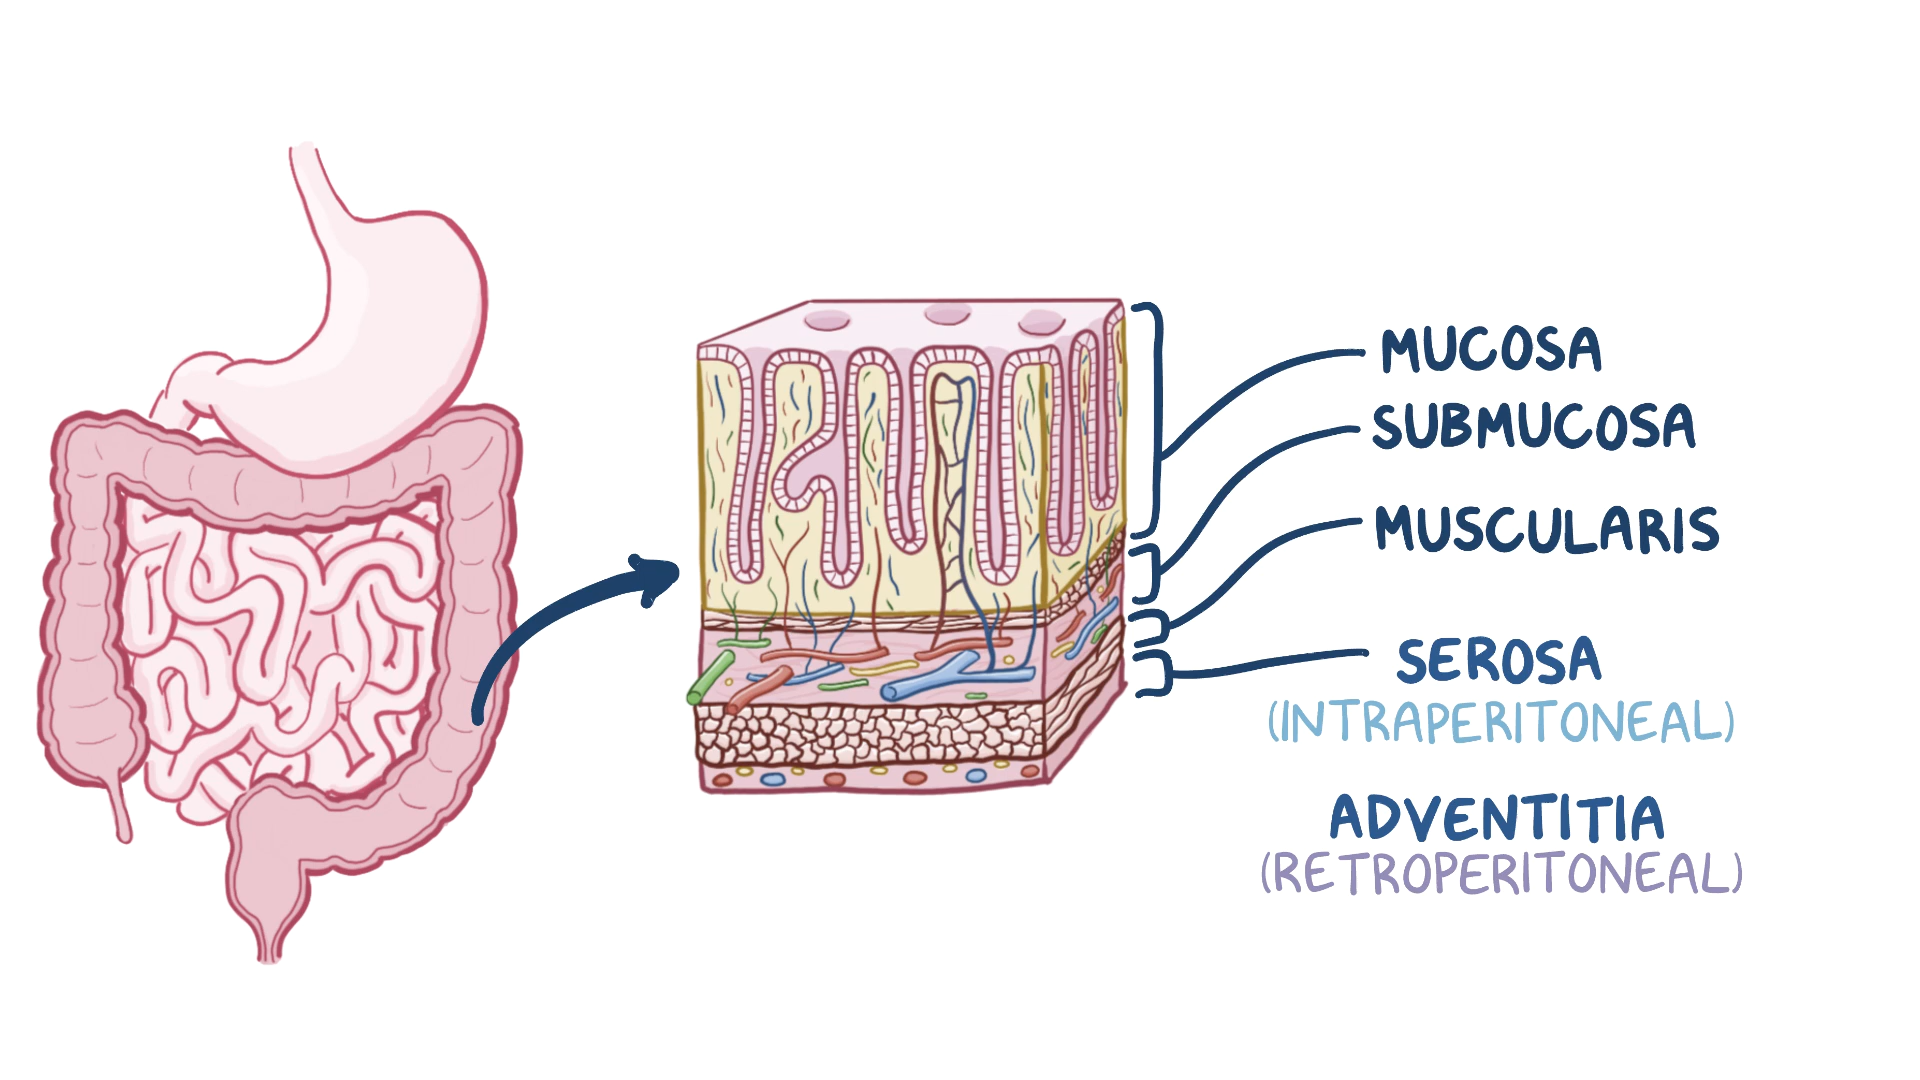 MUCOSA
SUBMUCOSA
MUSCULARIS
SEROSA
(INTRAPERITONEAL)
ADVENTITIA
(RETROPERITONEAL)